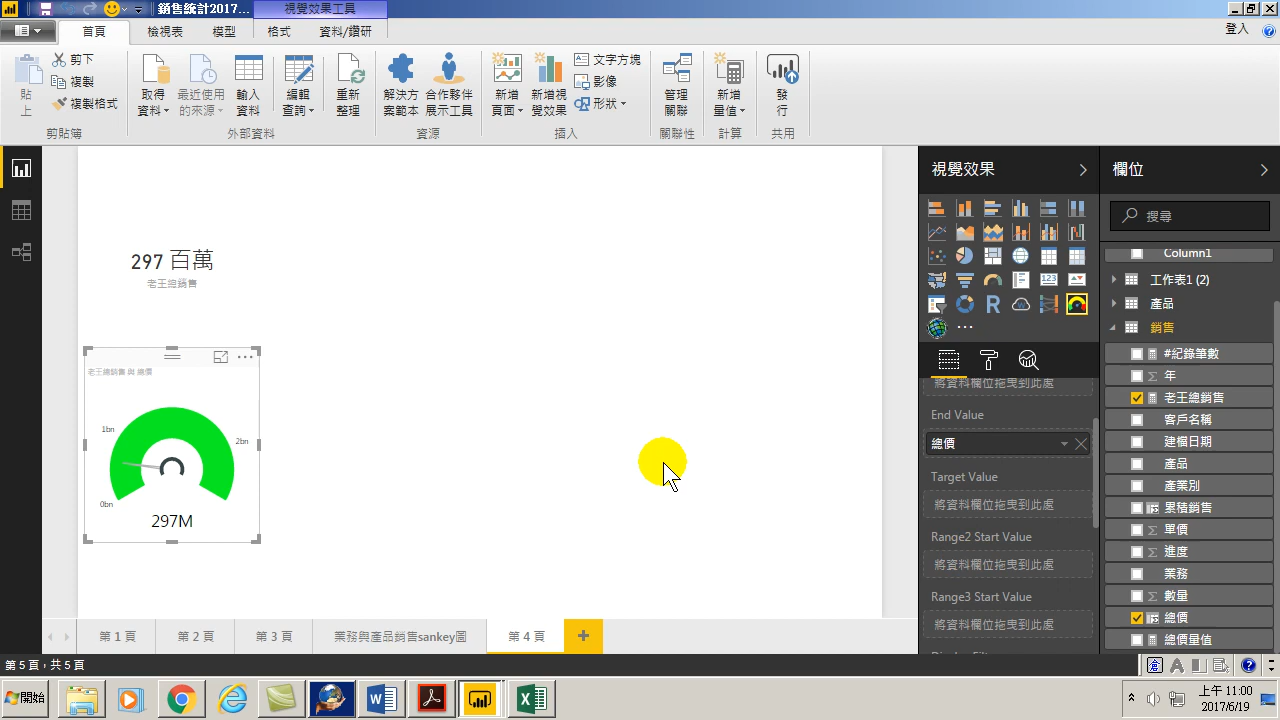 銷售統計2017...
視覺效果工具
首頁
檢視表
模型
格式
資料/鑽研
登入
貼上
剪下
複製
複製格式
剪貼簿
取得資料
最近使用的來源
輸入資料
編輯查詢
重新整理
外部資料
解決方案範本
合作夥伴展示工具
資源
新增頁面
新增視覺效果
文字方塊
影像
形狀
插入
管理關聯
關聯性
新增量值
計算
發行
共用
297 百萬
老王總銷售
老王總銷售 與 總價
1bn
2bn
0bn
297M
視覺效果
123
R
將資料欄位拖曳到此處
End Value
總價
Target Value
將資料欄位拖曳到此處
Range2 Start Value
將資料欄位拖曳到此處
Range3 Start Value
將資料欄位拖曳到此處
欄位
搜尋
Column1
工作表1 (2)
產品
銷售
#紀錄筆數
年
老王總銷售
客戶名稱
建檔日期
產品
產業別
累積銷售
單價
進度
業務
數量
總價
總價量值
第 1 頁
第 2 頁
第 3 頁
業務與產品銷售sankey圖
第 4 頁
第 5 頁，共 5 頁
開始
上午 11:00
2017/6/19